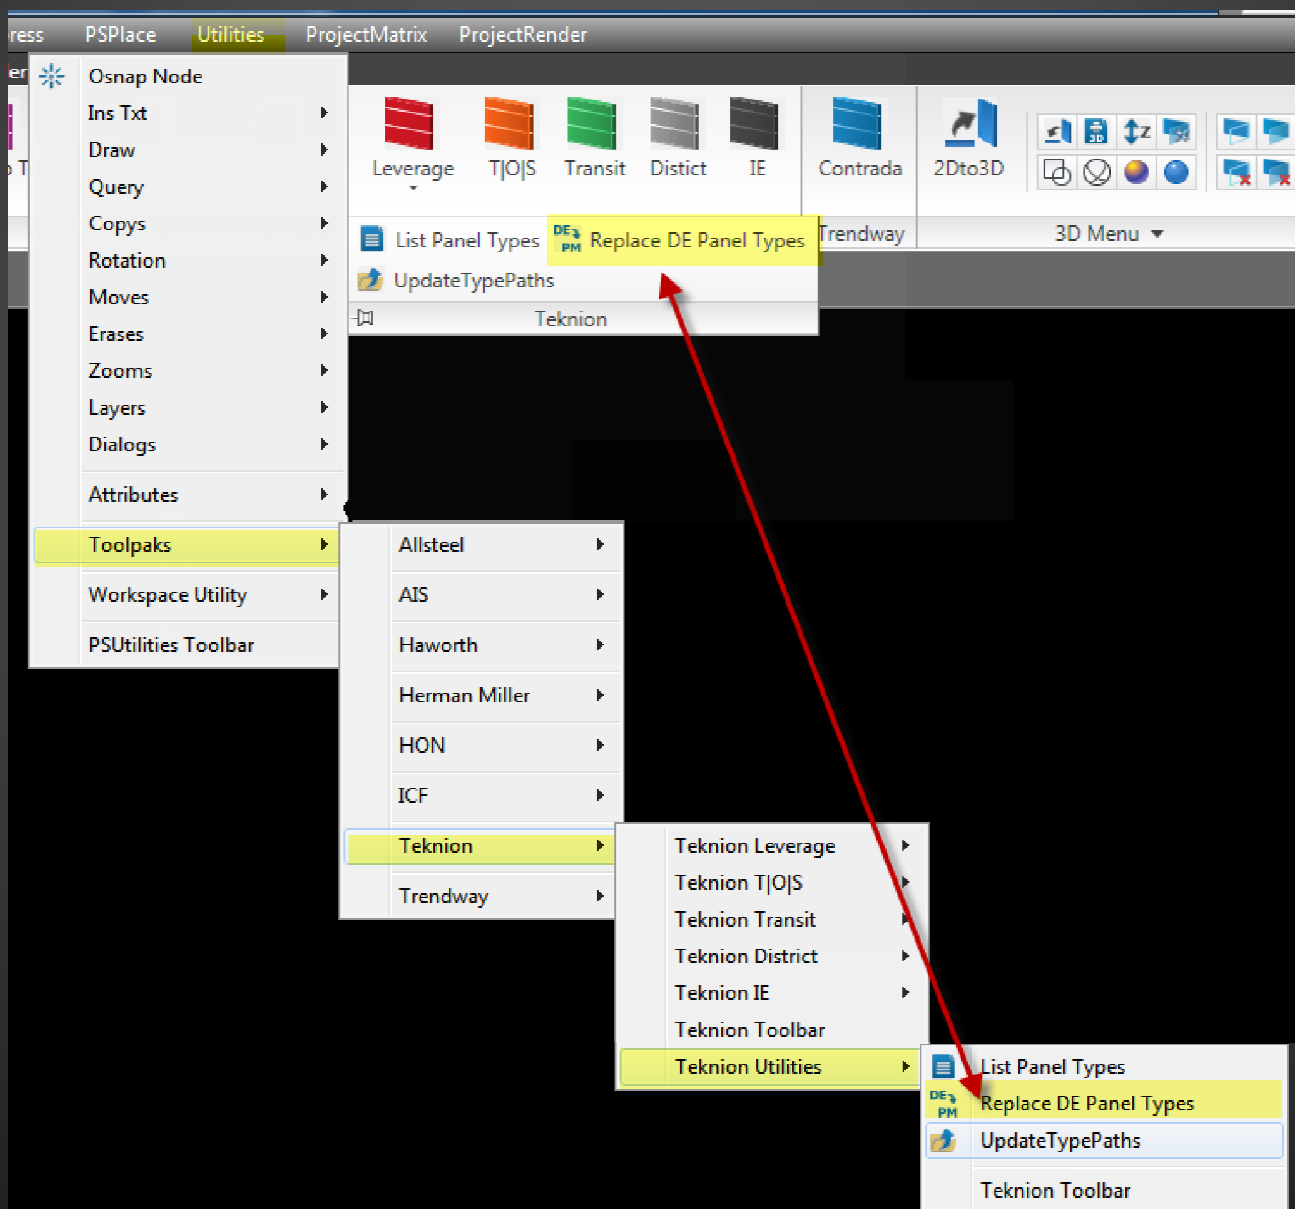 ress PSPlace Utilities ProjectMatrix ProjectRender
er
Osnap Node
Ins Txt
Draw
Query
Copys
Rotation
Moves
Erases
Zooms
Layers
Dialogs
Attributes
Toolpaks
Workspace Utility
PSUtilities Toolbar
o T
Leverage T|O|S Transit Distict IE Contrada 2Dto3D
3D
Z
List Panel Types DE PM Replace DE Panel Types Trendway 3D Menu
UpdateTypePaths
Teknion
Allsteel
AIS
Haworth
Herman Miller
HON
ICF
Teknion
Trendway
Teknion Leverage
Teknion T|O|S
Teknion Transit
Teknion District
Teknion IE
Teknion Toolbar
Teknion Utilities
List Panel Types
DE PM Replace DE Panel Types
UpdateTypePaths
Teknion Toolbar